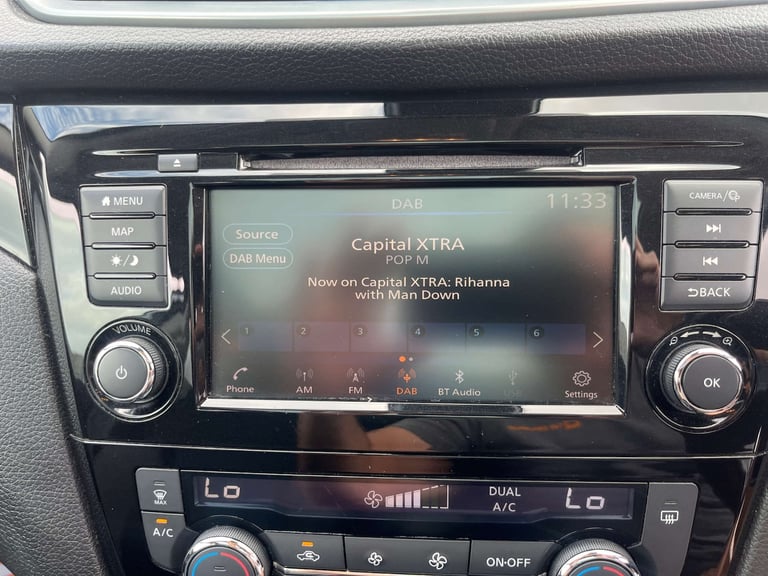 DAB 11:33
MENU
MAP
AUDIO
VOLUME
Source
DAB Menu
Capital XTRA
POP M
Now on Capital XTRA: Rihanna
with Man Down
1 2 3 4 5 6
Phone AM FM DAB BT Audio Settings
CAMERA/
BACK
OK
Lo DUAL Lo
A/C
MAX
A/C
ON·OFF